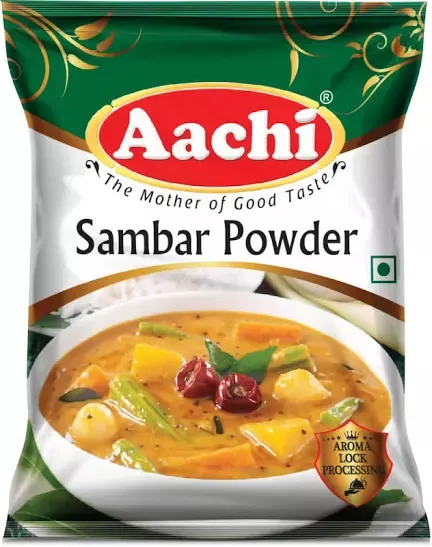 Aachi®
The Mother of Good Taste
Sambar Powder
AROMA
LOCK
PROCESSING